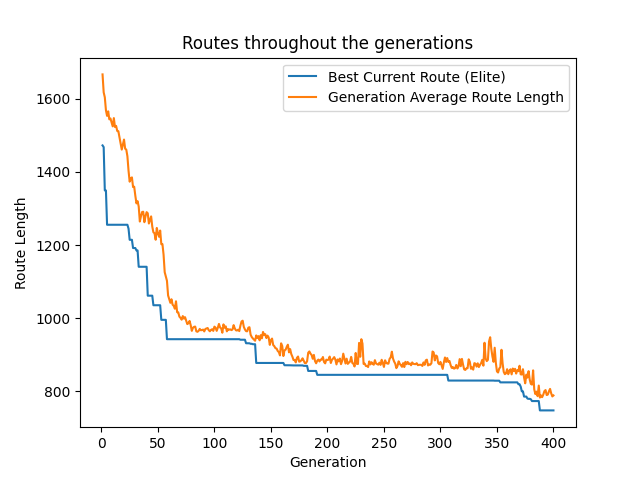 Routes throughout the generations
Best Current Route (Elite)
Generation Average Route Length
Route Length
1600
1400
1200
1000
800
0 50 100 150 200 250 300 350 400
Generation